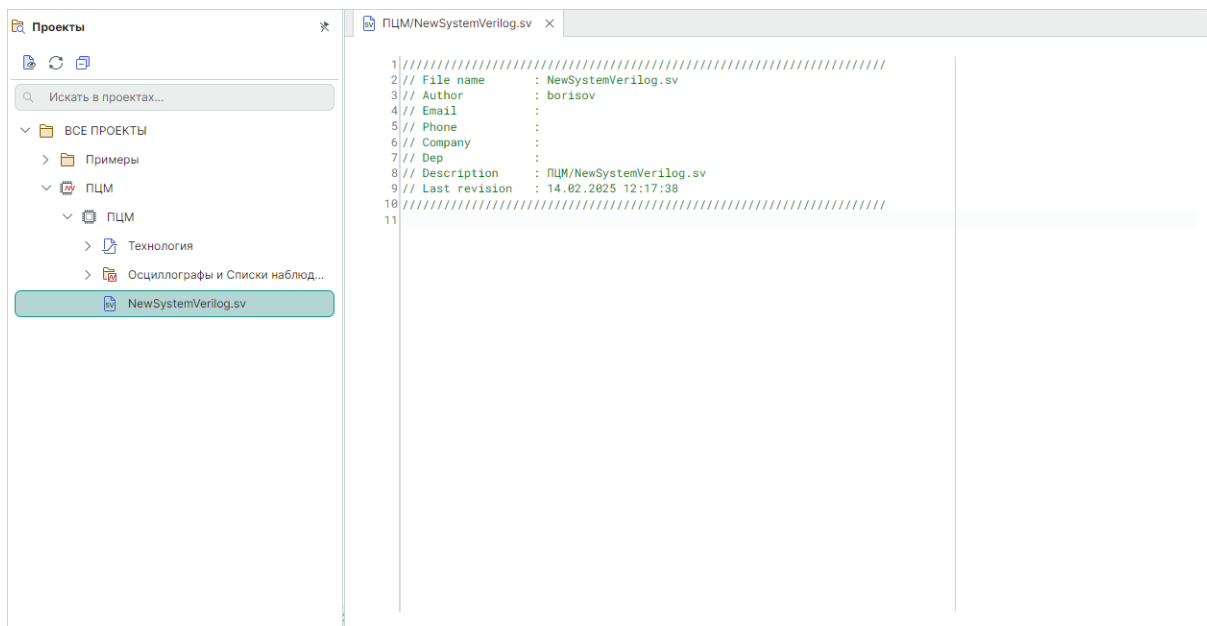 Проекты
Искать в проектах...
ВСЕ ПРОЕКТЫ
Примеры
ПЦМ
ПЦМ
Технология
Осциллографы и Списки наблюд...
NewSystemVerilog.sv
ПЦМ/NewSystemVerilog.sv
1 //////////////////////////////////////////////////////////////////////
2 // File name : NewSystemVerilog.sv
3 // Author : borisov
4 // Email :
5 // Phone :
6 // Company :
7 // Dep :
8 // Description : ПЦМ/NewSystemVerilog.sv
9 // Last revision : 14.02.2025 12:17:38
10 //////////////////////////////////////////////////////////////////////
11